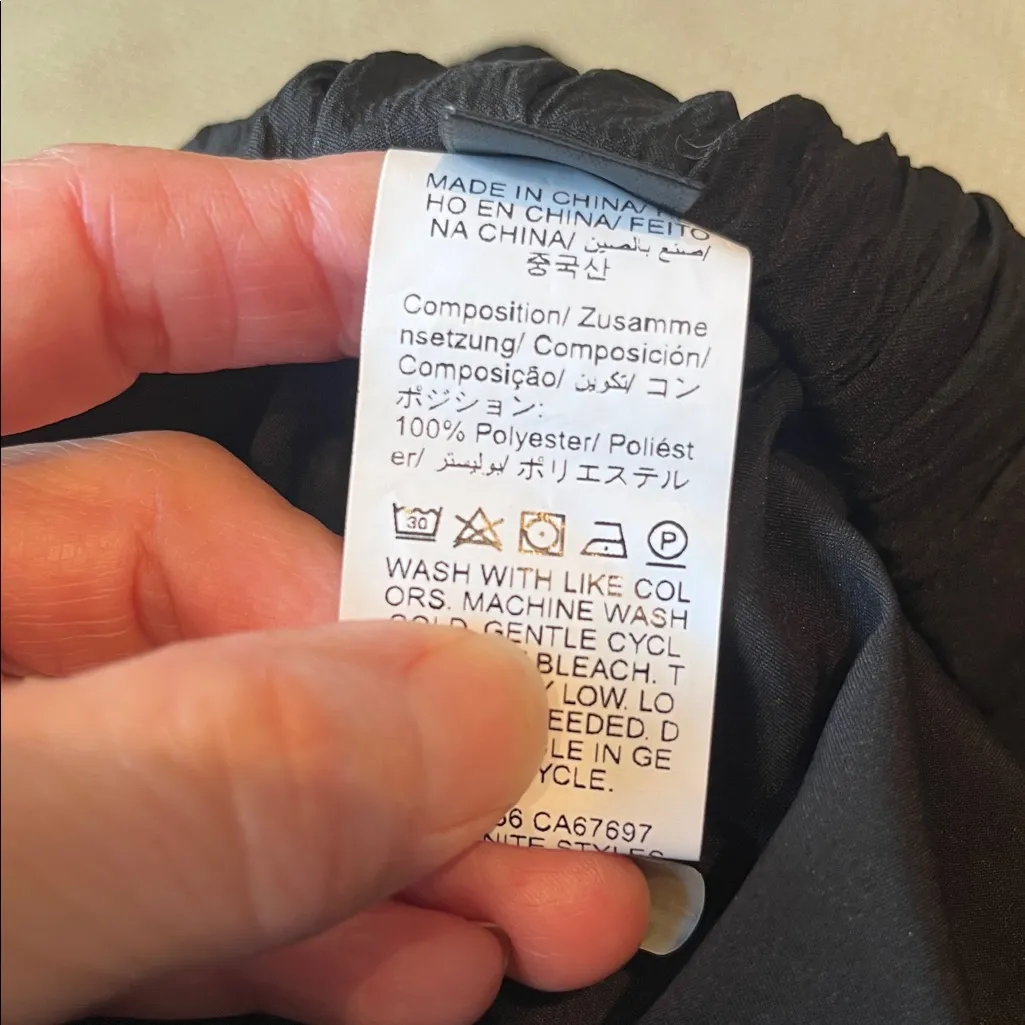 MADE IN CHINA/
HO EN CHINA/ FEITO
NA CHINA/ صنع بالصين/
중국산
Composition/ Zusamme
nsetzung/ Composición/
Composição/ تكوين/ コン
ポジション:
100% Polyester/ Poliést
er/ بوليستر/ ポリエステル
30
P
WASH WITH LIKE COL
ORS. MACHINE WASH
COLD. GENTLE CYCL
BLEACH. T
LOW. LO
EEDED. D
LE IN GE
YCLE.
CA67697
STYLES